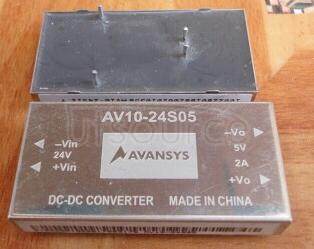 AV10-24S05
–Vin
24V
+Vin
AVANSYS
–Vo
5V
2A
+Vo
DC-DC CONVERTER MADE IN CHINA